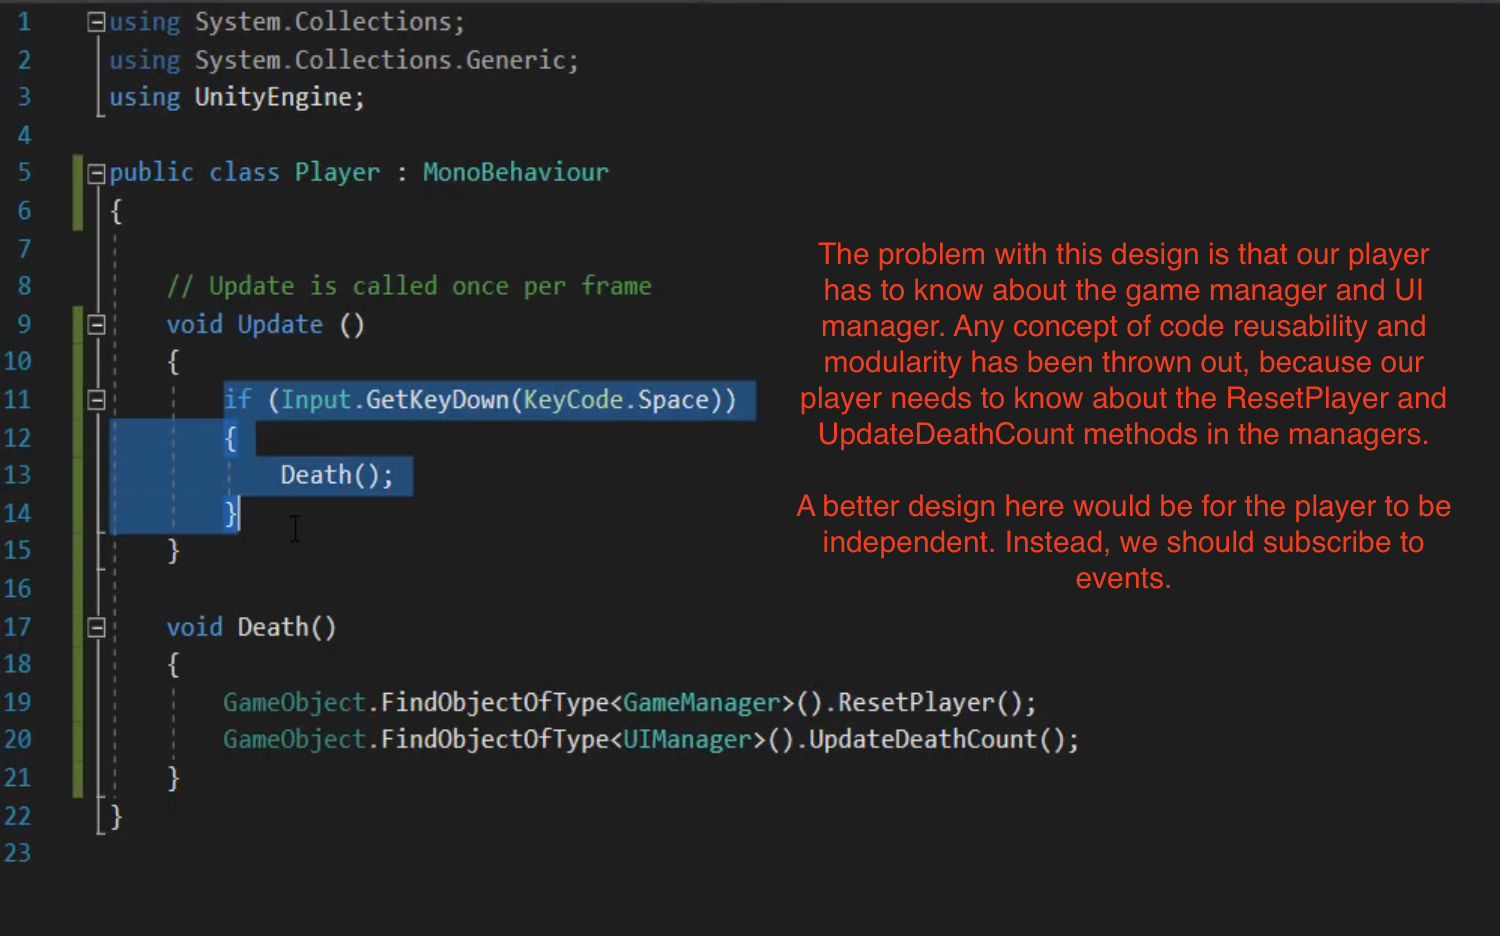 1 using System.Collections;
2 using System.Collections.Generic;
3 using UnityEngine;
4
5 public class Player : MonoBehaviour
6 {
7
8 // Update is called once per frame
9 void Update ()
10 {
11 if (Input.GetKeyDown(KeyCode.Space))
12 {
13 Death();
14 }
15 }
16
17 void Death()
18 {
19 GameObject.FindObjectOfType<GameManager>().ResetPlayer();
20 GameObject.FindObjectOfType<UIManager>().UpdateDeathCount();
21 }
22 }
23
The problem with this design is that our player
has to know about the game manager and UI
manager. Any concept of code reusability and
modularity has been thrown out, because our
player needs to know about the ResetPlayer and
UpdateDeathCount methods in the managers.
A better design here would be for the player to be
independent. Instead, we should subscribe to
events.